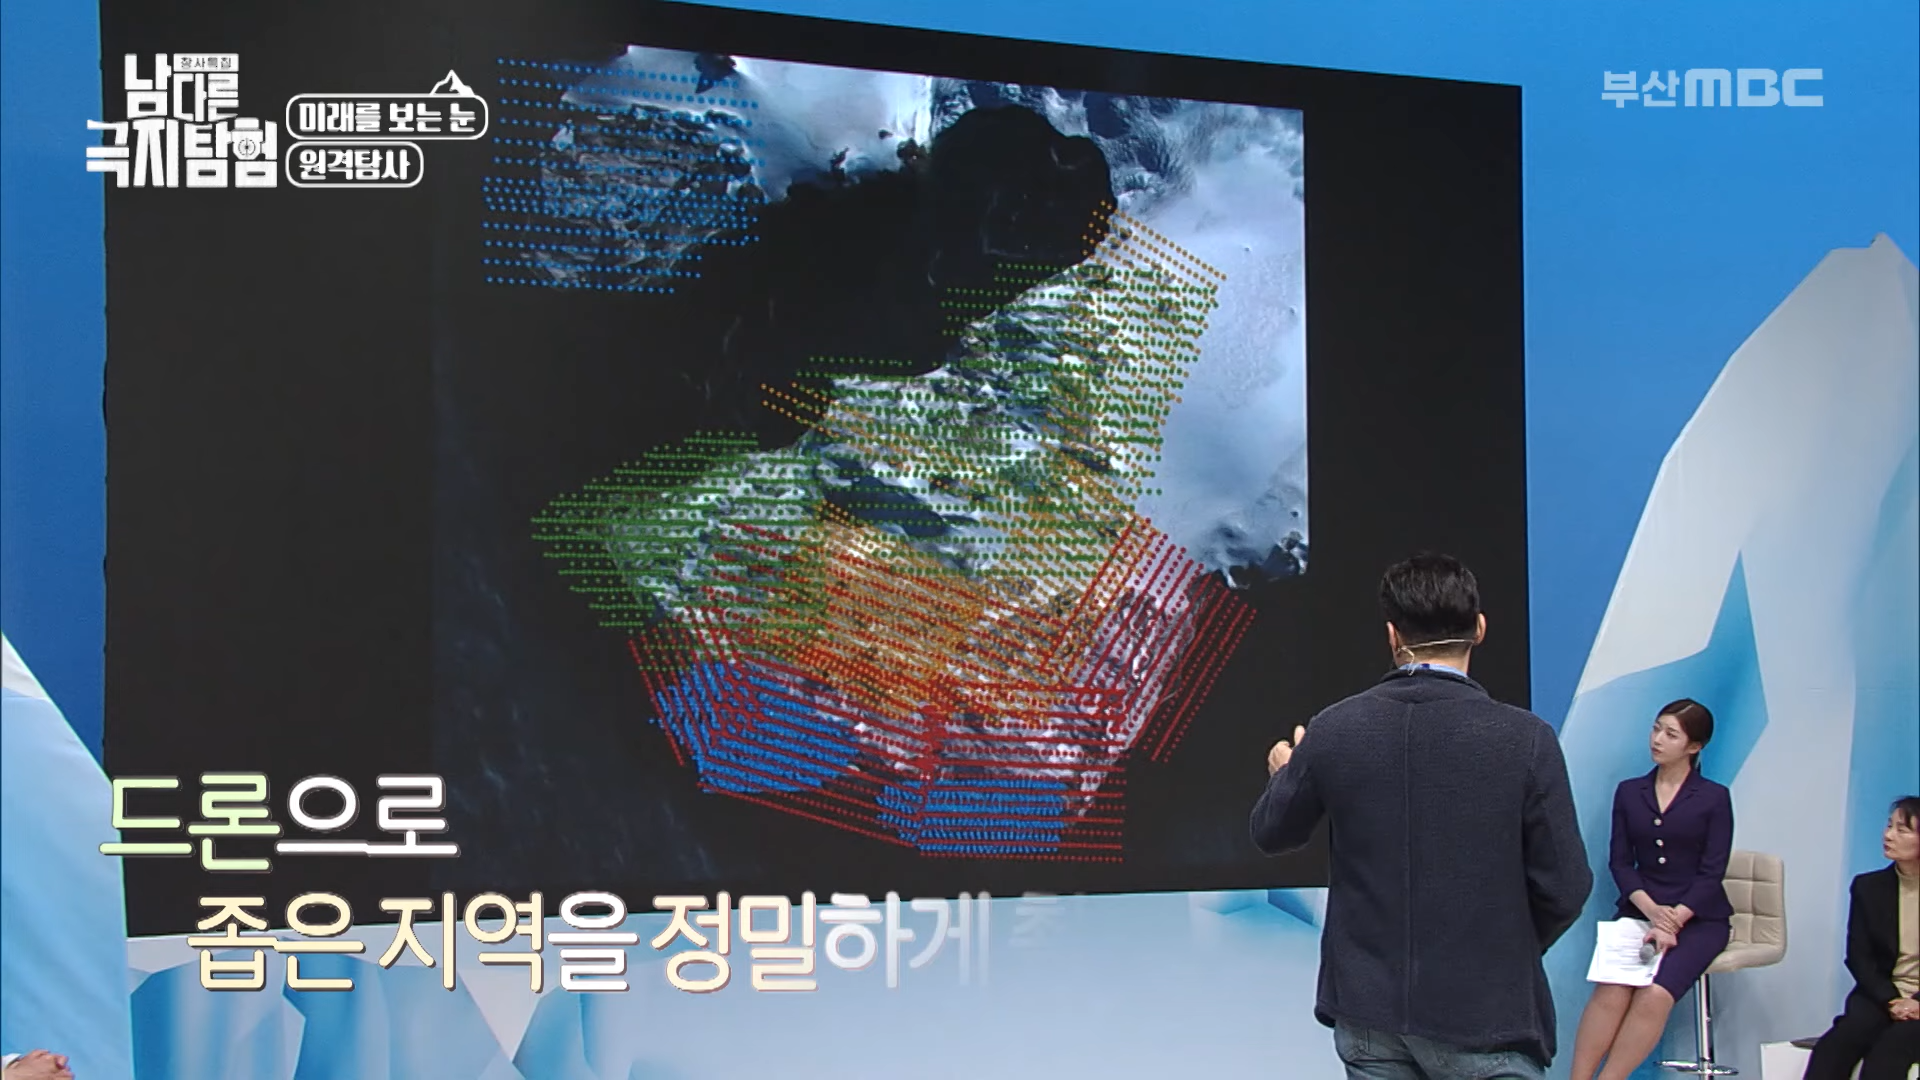 창사특집
남다른
극지탐험
미래를 보는 눈
원격탐사
부산MBC
드론으로
좁은 지역을 정밀하게